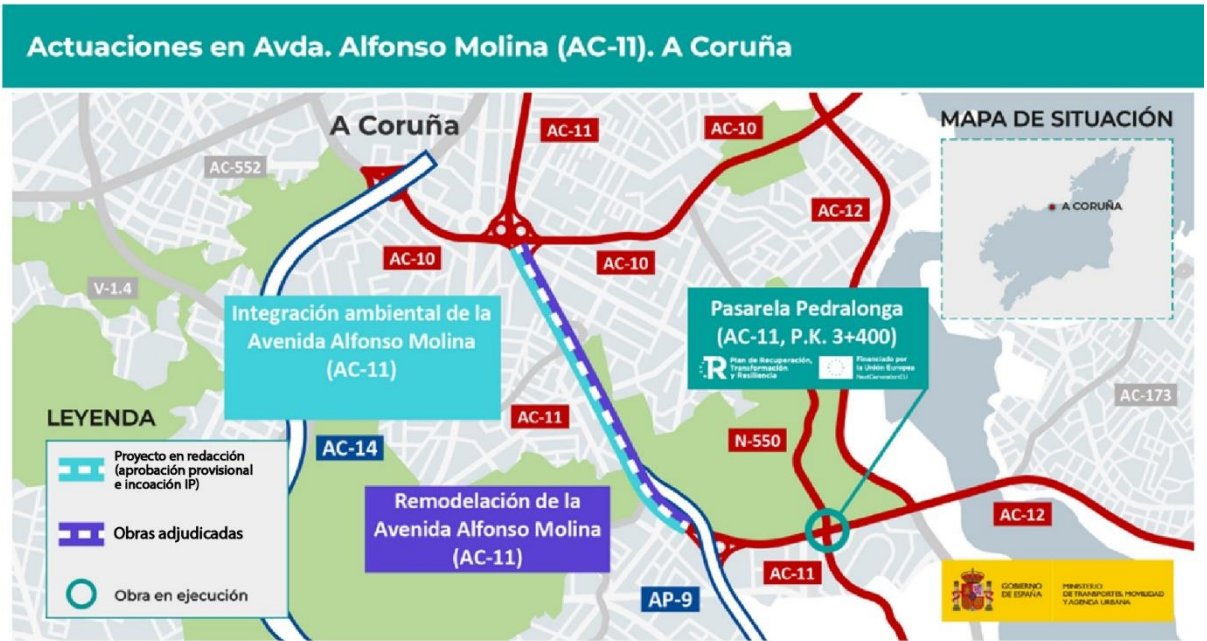 Actuaciones en Avda. Alfonso Molina (AC-11). A Coruña
A Coruña
AC-11
AC-10
AC-552
MAPA DE SITUACIÓN
A CORUÑA
AC-12
AC-10
AC-10
V-1.4
Integración ambiental de la
Avenida Alfonso Molina
(AC-11)
Pasarela Pedralonga
(AC-11, P.K. 3+400)
Plan de Recuperación,
Transformación
y Resiliencia
Financiado por
la Unión Europea
NextGenerationEU
AC-173
LEYENDA
AC-11
AC-14
N-550
Proyecto en redacción
(aprobación provisional
e incoación IP)
Obras adjudicadas
Obra en ejecución
Remodelación de la
Avenida Alfonso Molina
(AC-11)
AC-12
AC-11
AP-9
GOBIERNO
DE ESPAÑA
MINISTERIO
DE TRANSPORTES, MOVILIDAD
Y AGENDA URBANA